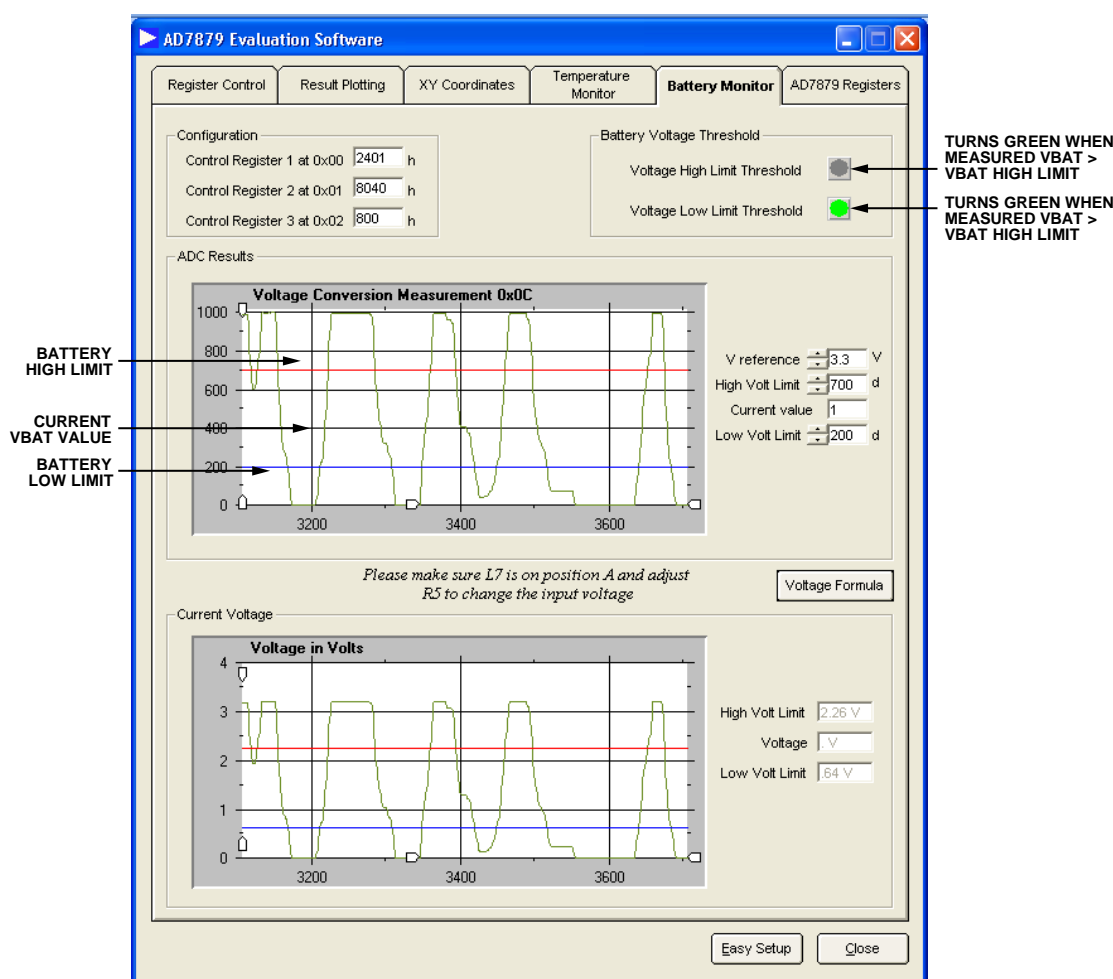 AD7879 Evaluation Software
Register Control
Result Plotting
XY Coordinates
Temperature
Monitor
Battery Monitor
AD7879 Registers
Configuration
Control Register 1 at 0x00 2401 h
Control Register 2 at 0x01 8040 h
Control Register 3 at 0x02 800 h
Battery Voltage Threshold
Voltage High Limit Threshold
Voltage Low Limit Threshold
TURNS GREEN WHEN
MEASURED VBAT >
VBAT HIGH LIMIT
TURNS GREEN WHEN
MEASURED VBAT >
VBAT HIGH LIMIT
ADC Results
Voltage Conversion Measurement 0x0C
1000
800
600
400
200
0
3200
3400
3600
BATTERY
HIGH LIMIT
CURRENT
VBAT VALUE
BATTERY
LOW LIMIT
V reference 3.3 V
High Volt Limit 700 d
Current value 1
Low Volt Limit 200 d
Please make sure L7 is on position A and adjust
R5 to change the input voltage
Voltage Formula
Current Voltage
Voltage in Volts
4
3
2
1
0
3200
3400
3600
High Volt Limit 2.26 V
Voltage . V
Low Volt Limit .64 V
Easy Setup
Close